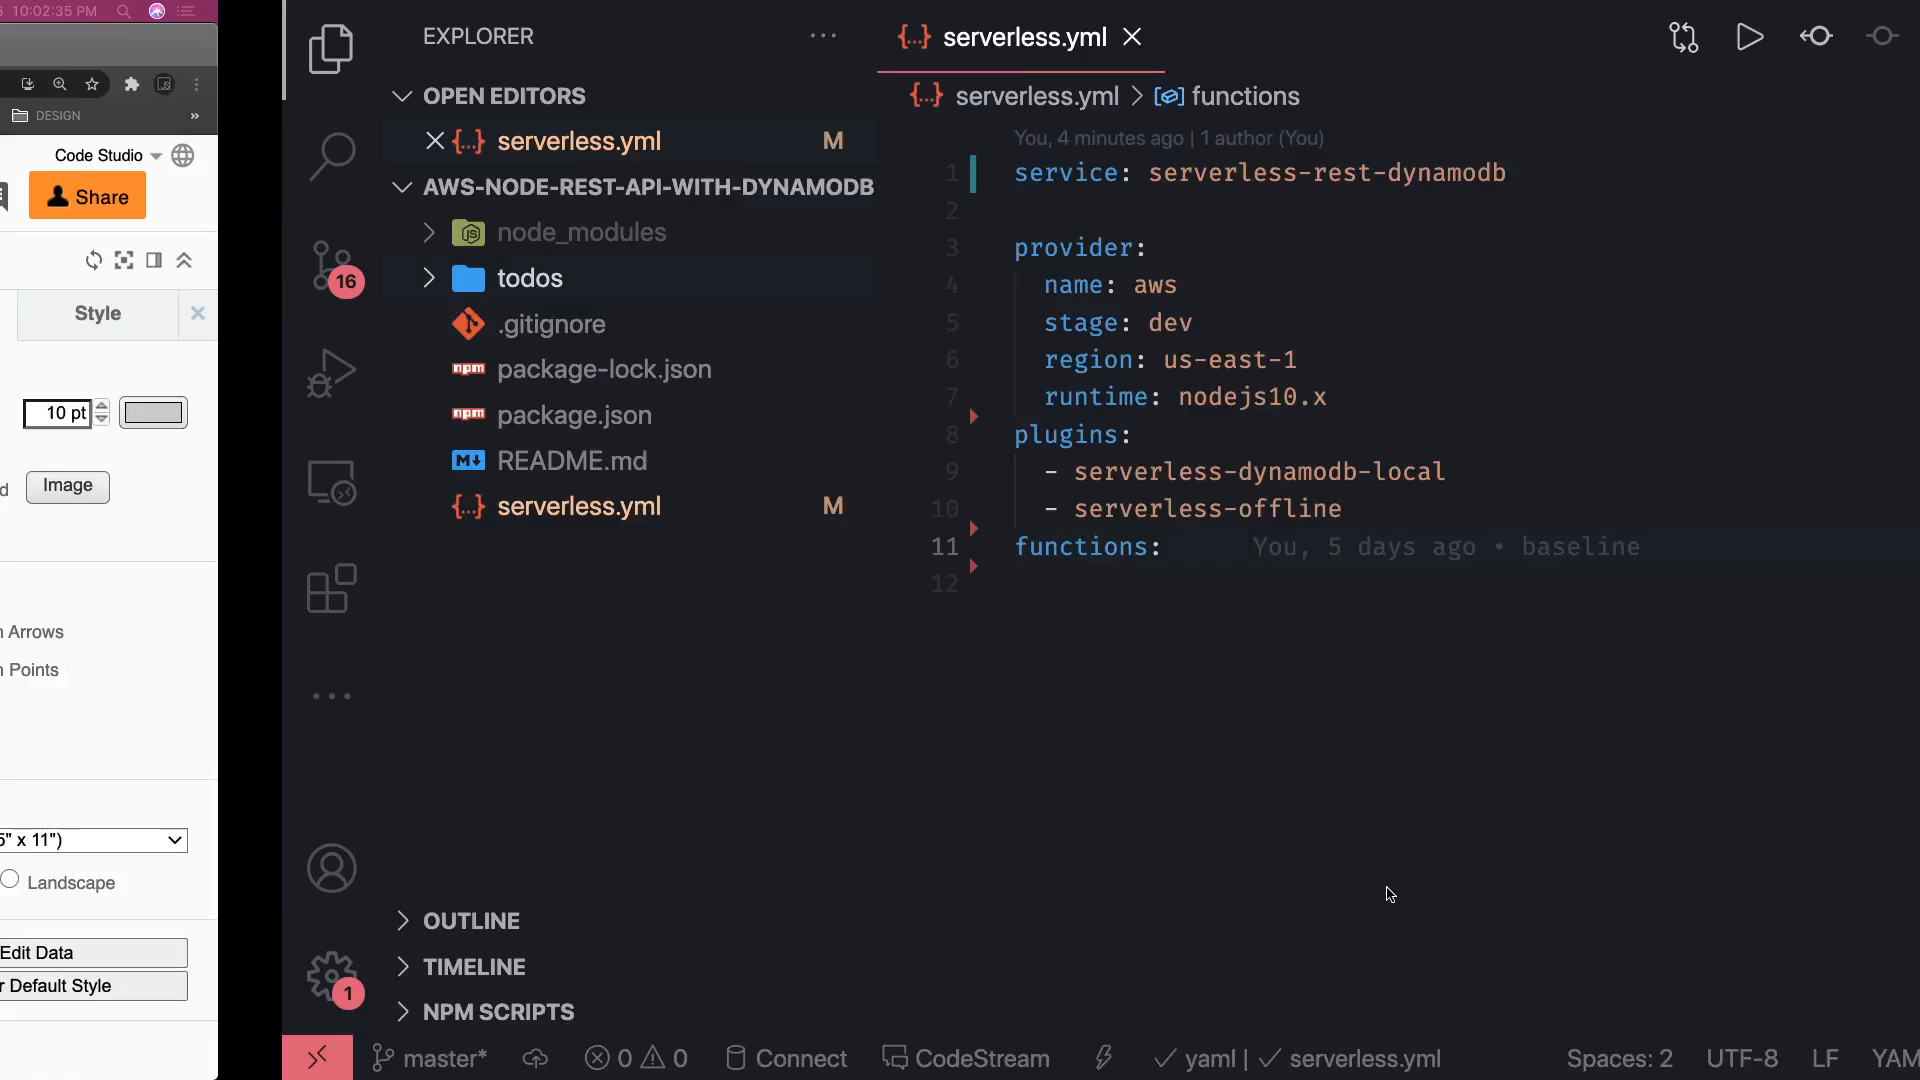 10:02:35 PM
DESIGN
»
Code Studio
Share
Style
10 pt
Image
Arrows
Points
x 11")
Landscape
Edit Data
Default Style
EXPLORER
OPEN EDITORS
serverless.yml M
AWS-NODE-REST-API-WITH-DYNAMODB
node_modules
todos
.gitignore
npm package-lock.json
npm package.json
M↓ README.md
{...} serverless.yml M
16
1
OUTLINE
TIMELINE
NPM SCRIPTS
{...} serverless.yml
{...} serverless.yml > functions
You, 4 minutes ago | 1 author (You)
1 service: serverless-rest-dynamodb
2
3 provider:
4 name: aws
5 stage: dev
6 region: us-east-1
7 runtime: nodejs10.x
8 plugins:
9 - serverless-dynamodb-local
10 - serverless-offline
11 functions: You, 5 days ago • baseline
12
master* 0 0 Connect CodeStream yaml | serverless.yml Spaces: 2 UTF-8 LF